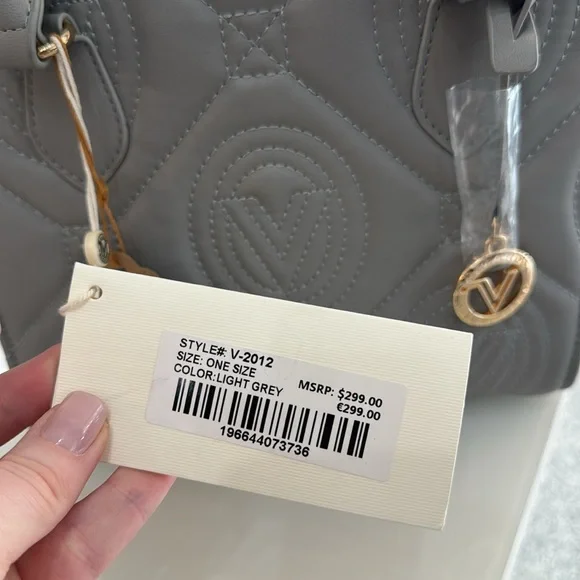 STYLE#: V-2012
SIZE: ONE SIZE
COLOR:LIGHT GREY
MSRP: $299.00
€299.00
196644073736